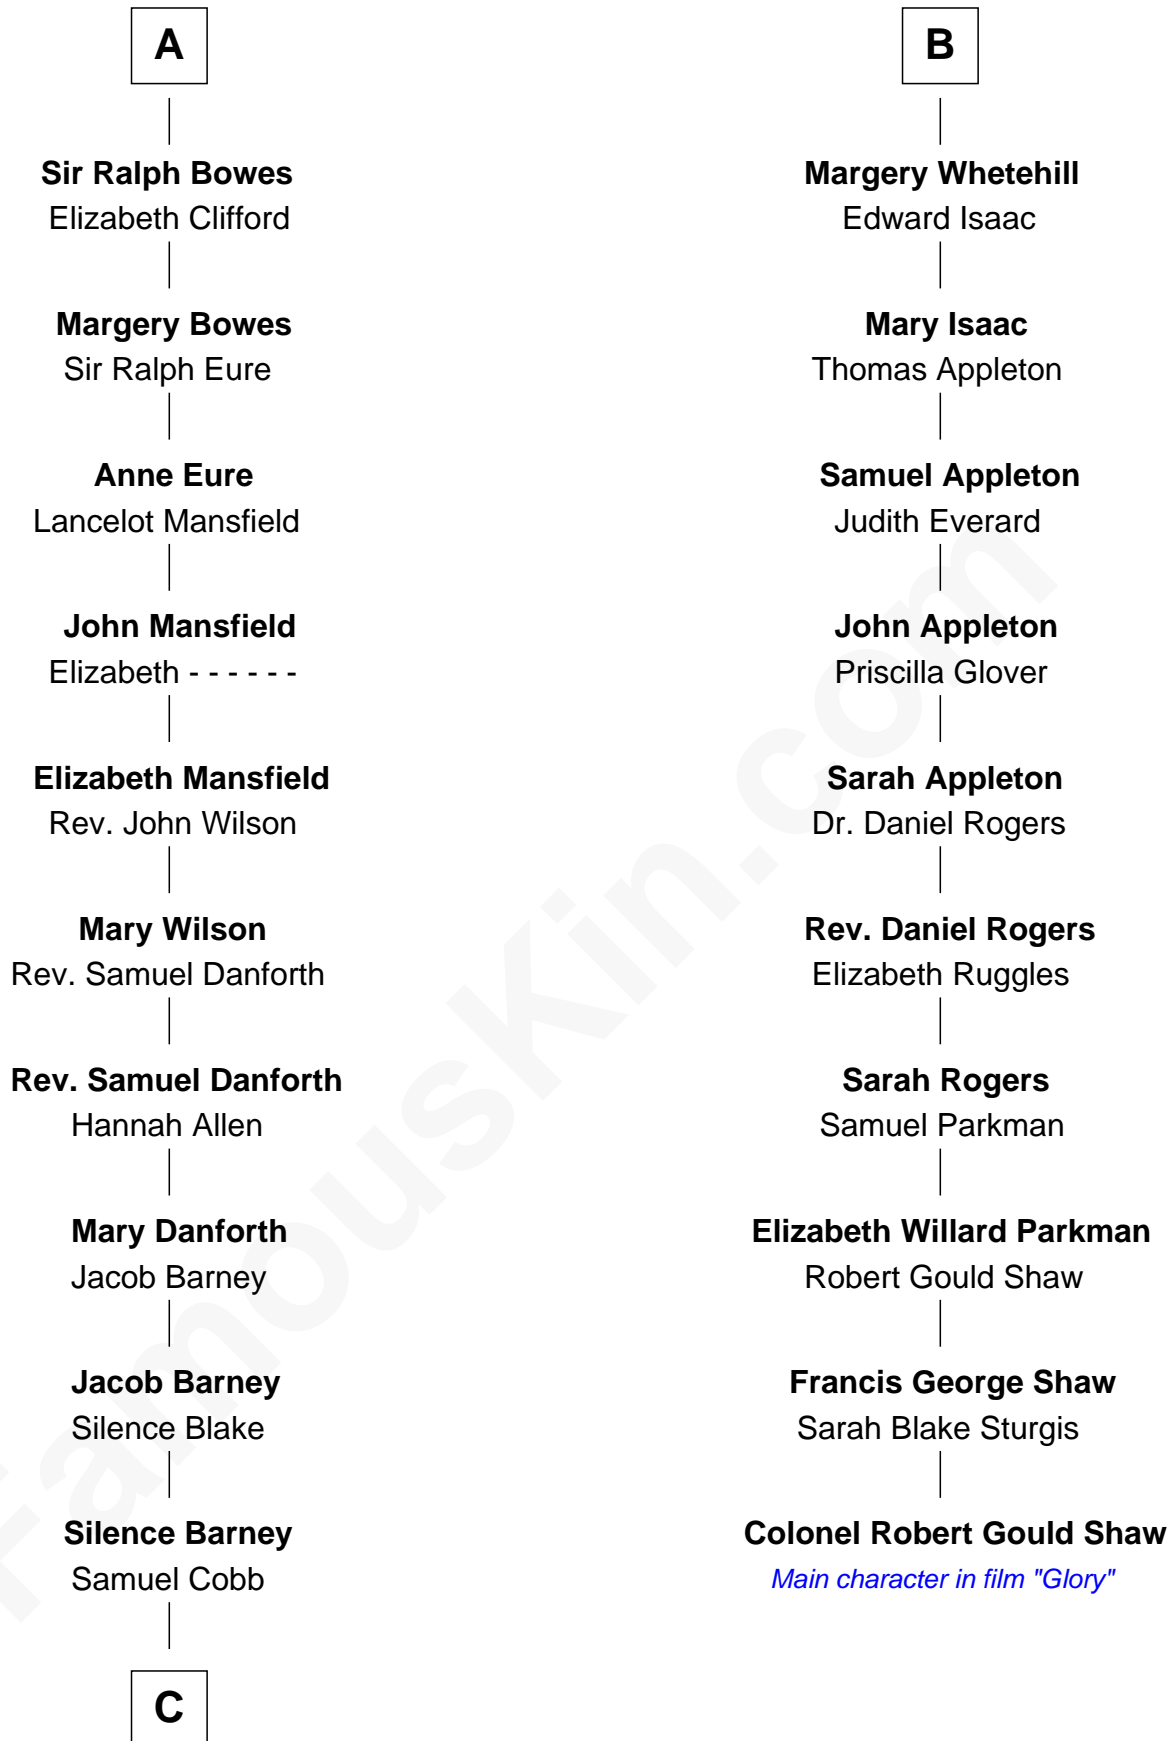 A
Sir Ralph Bowes
Elizabeth Clifford
Margery Bowes
Sir Ralph Eure
Anne Eure
Lancelot Mansfield
John Mansfield
Elizabeth - - - - - -
Elizabeth Mansfield
Rev. John Wilson
Mary Wilson
Rev. Samuel Danforth
Rev. Samuel Danforth
Hannah Allen
Mary Danforth
Jacob Barney
Jacob Barney
Silence Blake
Silence Barney
Samuel Cobb
C
B
Margery Whetehill
Edward Isaac
Mary Isaac
Thomas Appleton
Samuel Appleton
Judith Everard
John Appleton
Priscilla Glover
Sarah Appleton
Dr. Daniel Rogers
Rev. Daniel Rogers
Elizabeth Ruggles
Sarah Rogers
Samuel Parkman
Elizabeth Willard Parkman
Robert Gould Shaw
Francis George Shaw
Sarah Blake Sturgis
Colonel Robert Gould Shaw
Main character in film "Glory"
FamousKin.com